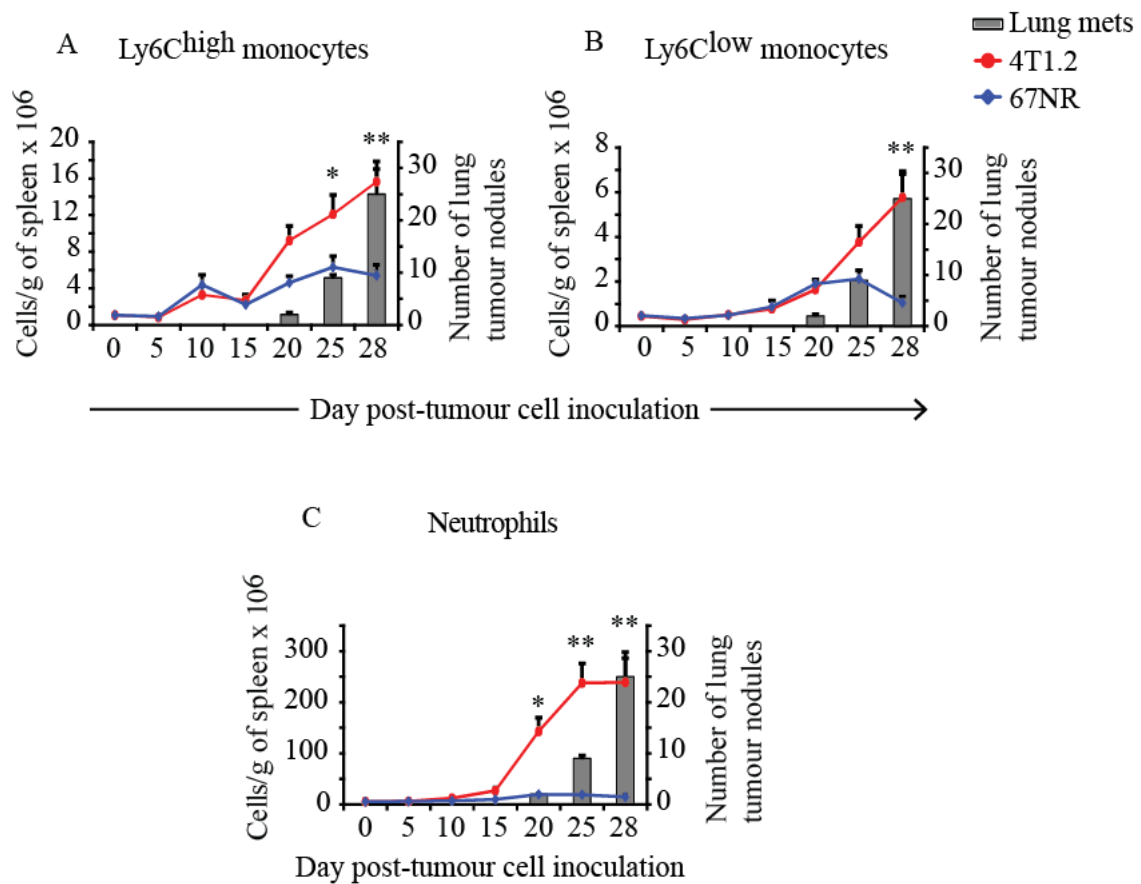 A
Ly6Chigh monocytes
B
Ly6Clow monocytes
Lung mets
4T1.2
67NR
Cells/g of spleen x 106
20
16
12
8
4
0
*
**
30
20
10
0
Number of lung
tumour nodules
0 5 10 15 20 25 28
Cells/g of spleen x 106
8
6
4
2
0
**
30
20
10
0
Number of lung
tumour nodules
0 5 10 15 20 25 28
Day post-tumour cell inoculation
C
Neutrophils
Cells/g of spleen x 106
300
200
100
0
*
**
**
30
20
10
0
Number of lung
tumour nodules
0 5 10 15 20 25 28
Day post-tumour cell inoculation